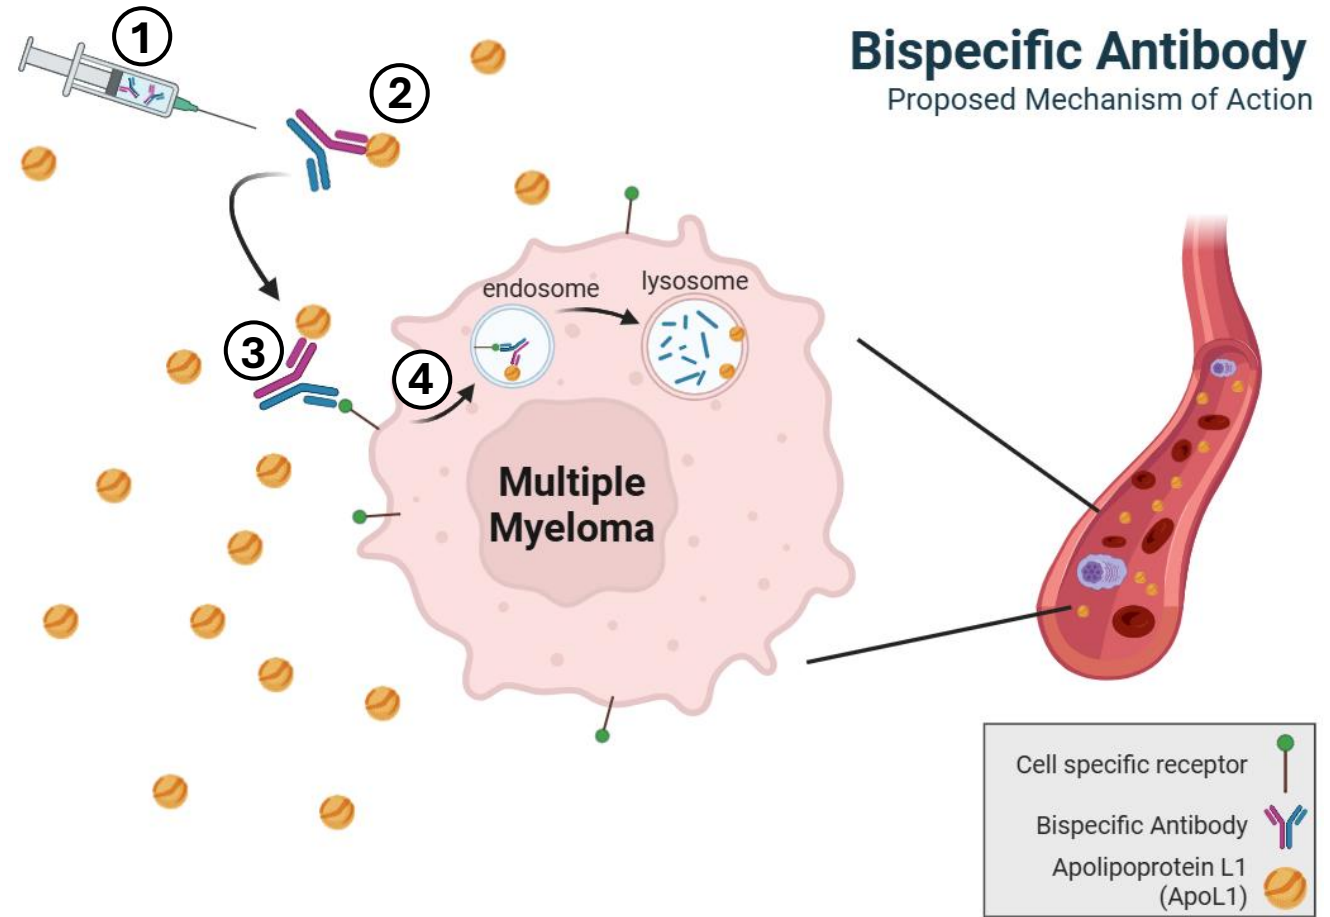 Bispecific Antibody
Proposed Mechanism of Action
1
2
3
4
endosome
lysosome
Multiple
Myeloma
Cell specific receptor
Bispecific Antibody
Apolipoprotein L1
(ApoL1)